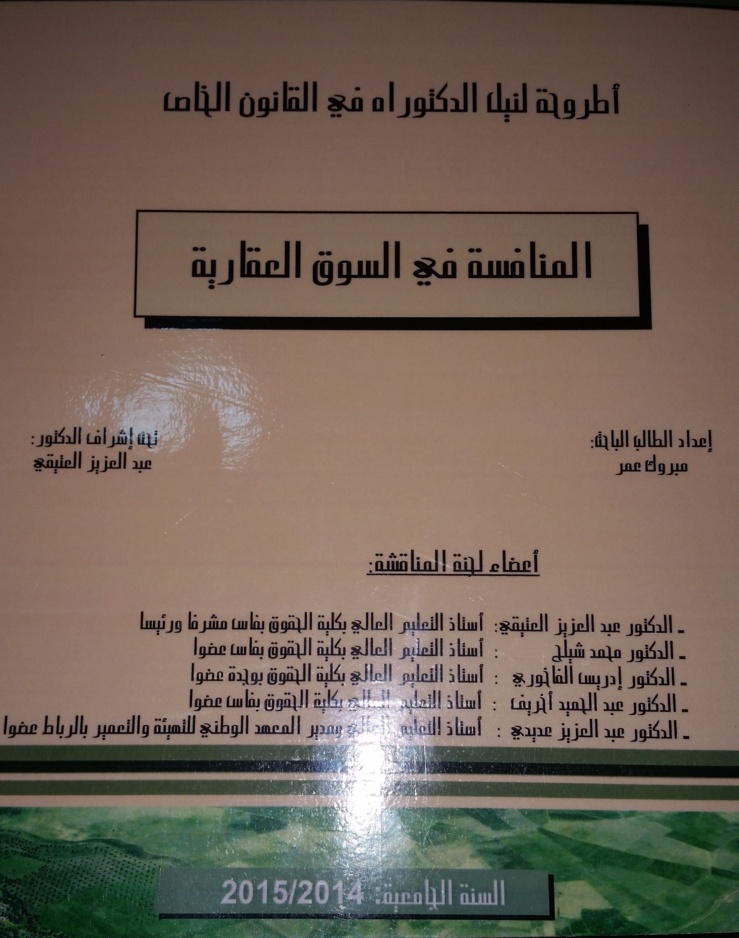 أطروحة لنيل الدكتوراه في القانون الخاص
المنافسة في السوق العقارية
إعداد الطالب الباحث:
مبروك عمر
تحت إشراف الدكتور:
عبد العزيز العتيقي
أعضاء لجنة المناقشة:
ـ الدكتور عبد العزيز العتيقي: أستاذ التعليم العالي بكلية الحقوق بفاس مشرفا ورئيسا
ـ الدكتور محمد شيلح : أستاذ التعليم العالي بكلية الحقوق بفاس عضوا
ـ الدكتور إدريس الفاخوري : أستاذ التعليم العالي بكلية الحقوق بوجدة عضوا
ـ الدكتور عبد الحميد أخريف : أستاذ التعليم العالي بكلية الحقوق بفاس عضوا
ـ الدكتور عبد العزيز عديدي : أستاذ التعليم العالي ومدير المعهد الوطني للتهيئة والتعمير بالرباط عضوا
السنة الجامعية: 2015/2014